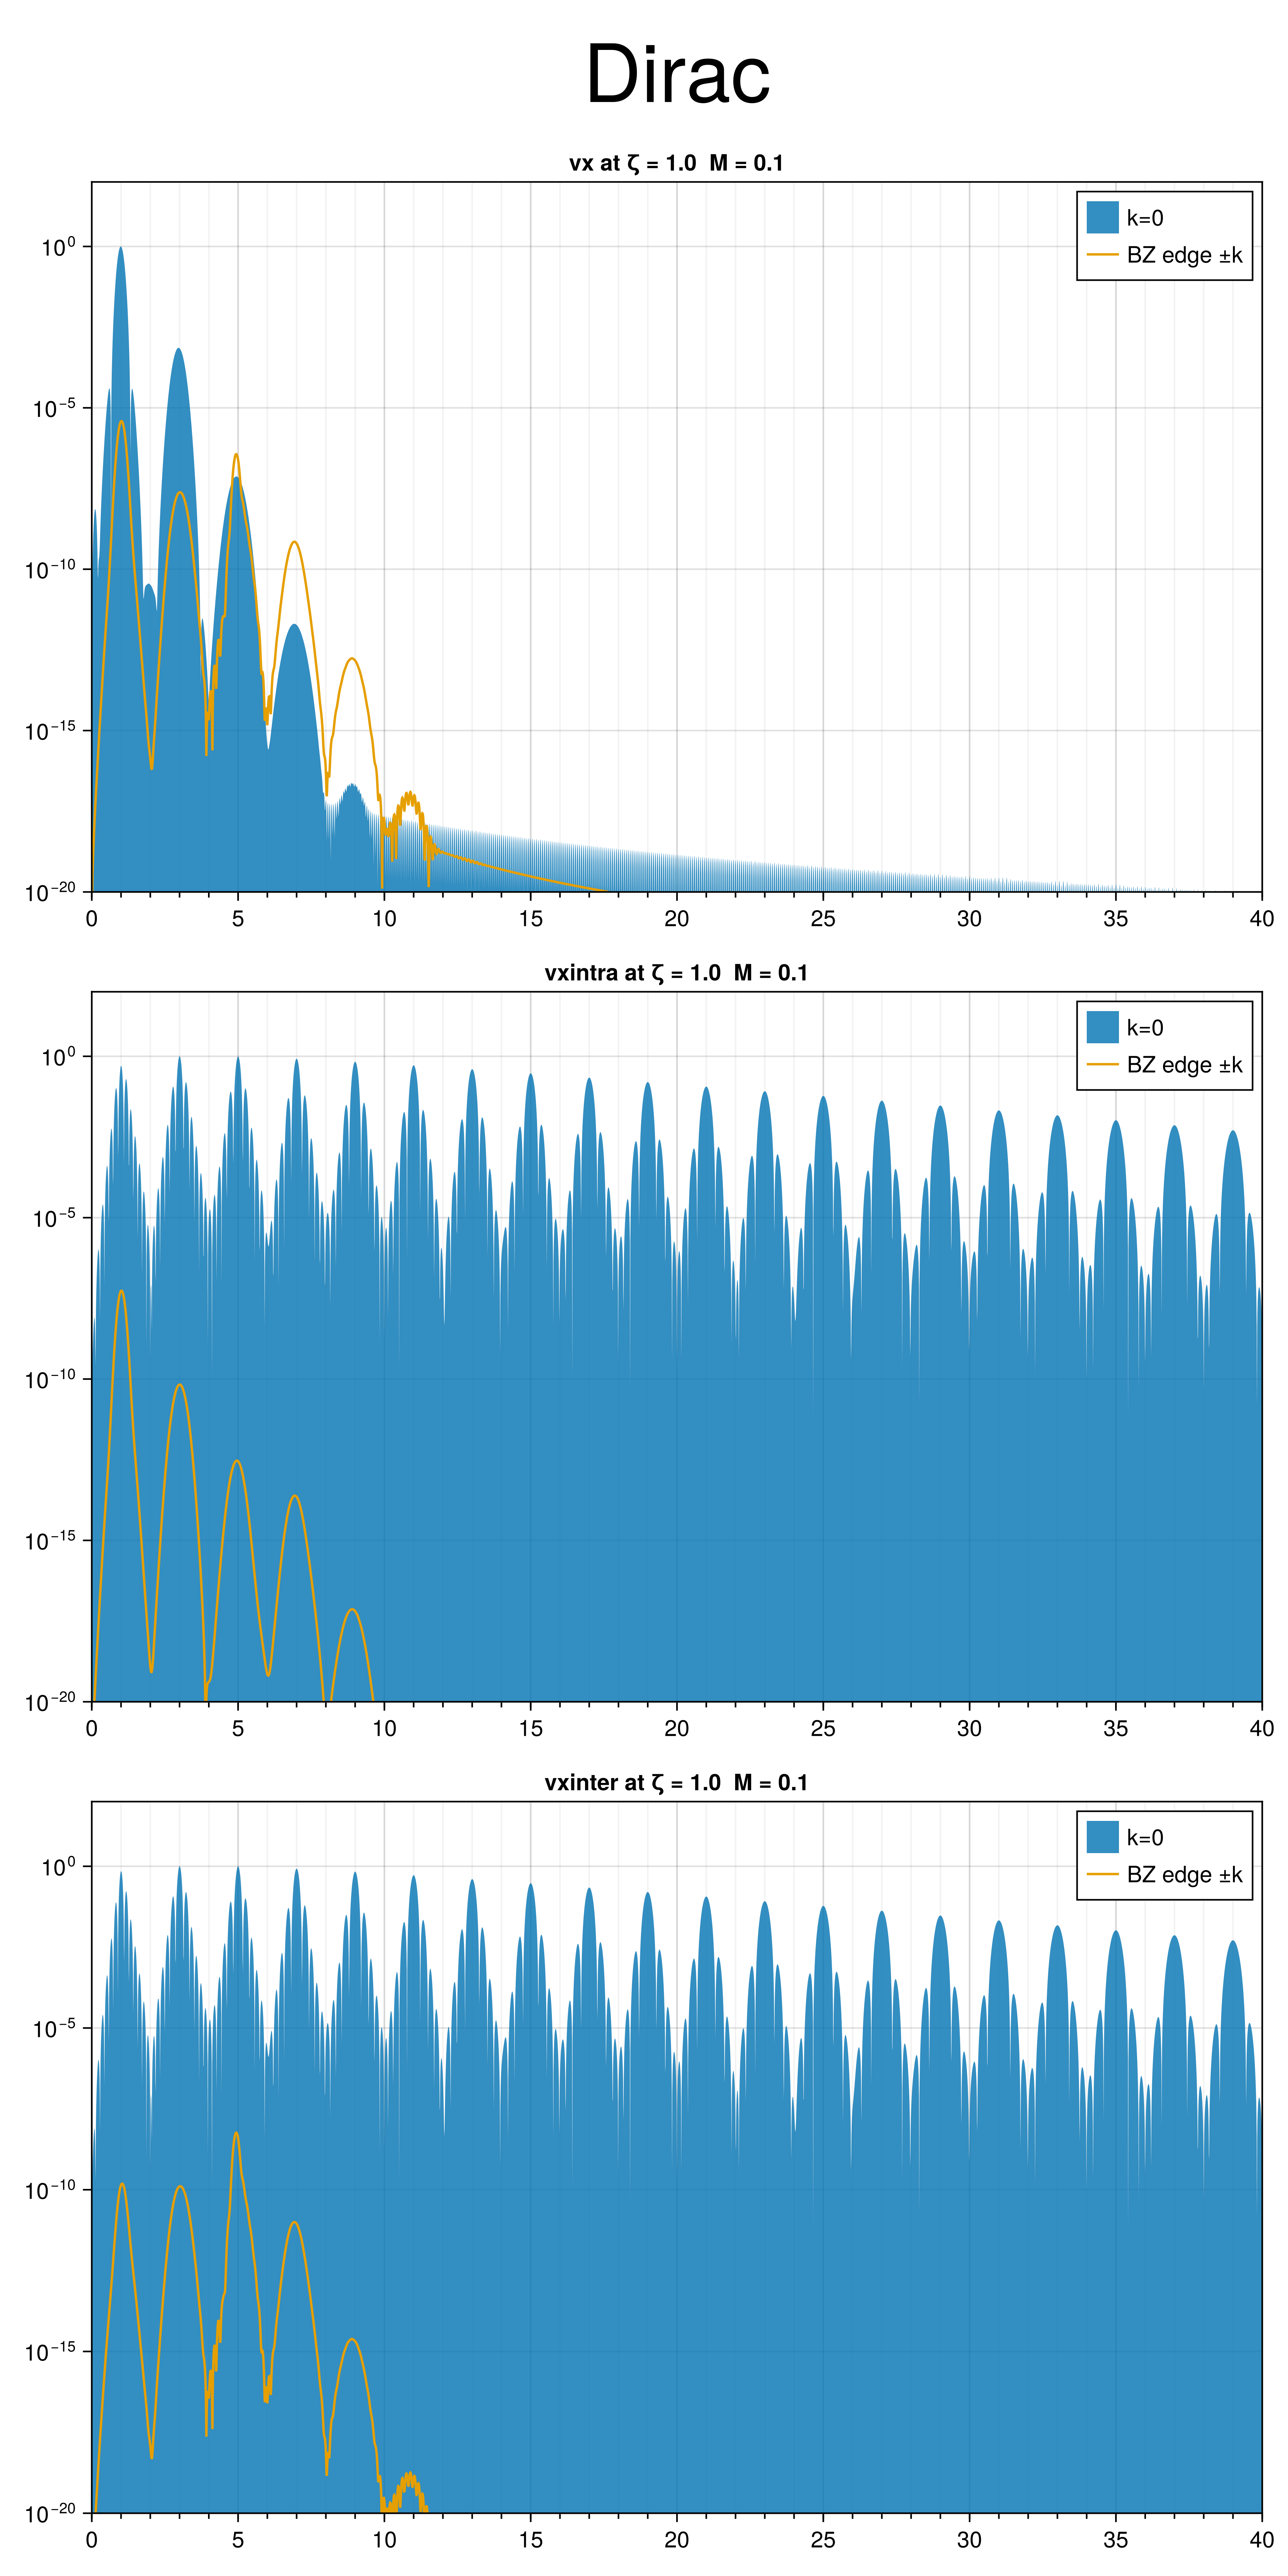 Dirac
vx at ζ = 1.0 M = 0.1
k=0
BZ edge ±k
10⁰
10⁻⁵
10⁻¹⁰
10⁻¹⁵
10⁻²⁰
0 5 10 15 20 25 30 35 40
vxintra at ζ = 1.0 M = 0.1
k=0
BZ edge ±k
10⁰
10⁻⁵
10⁻¹⁰
10⁻¹⁵
10⁻²⁰
0 5 10 15 20 25 30 35 40
vxinter at ζ = 1.0 M = 0.1
k=0
BZ edge ±k
10⁰
10⁻⁵
10⁻¹⁰
10⁻¹⁵
10⁻²⁰
0 5 10 15 20 25 30 35 40